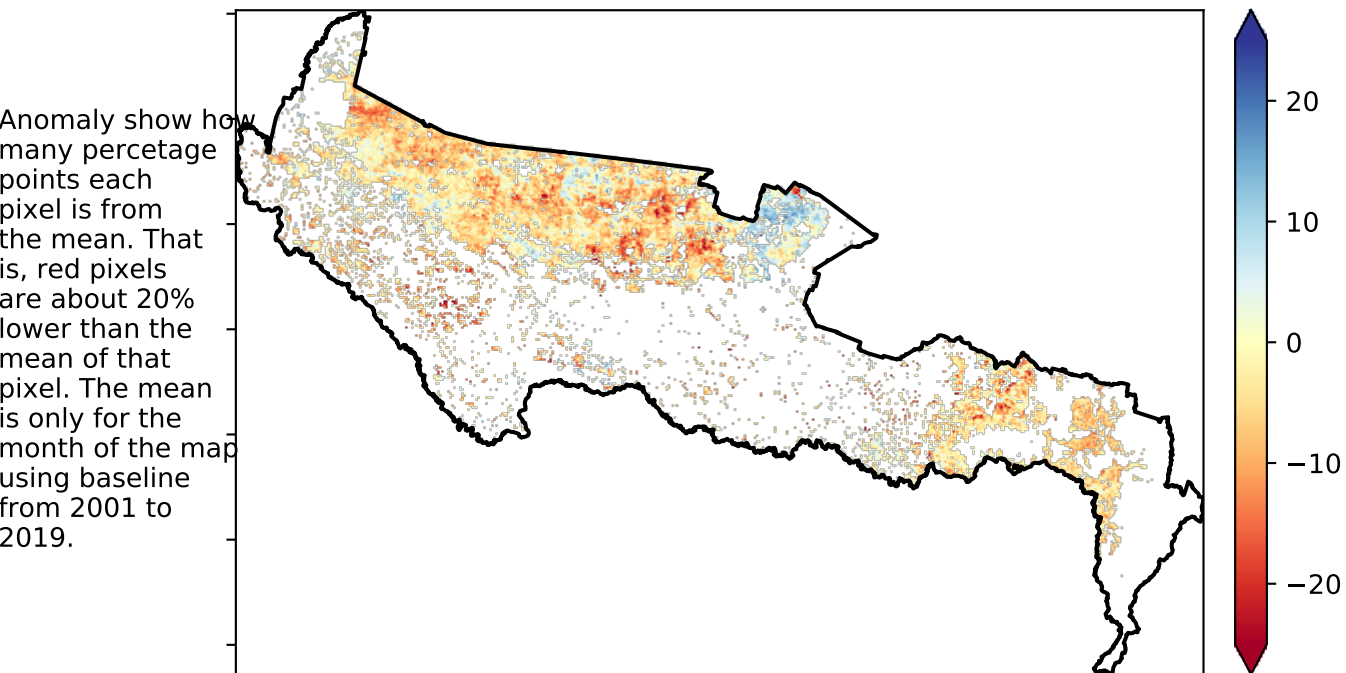 Anomaly show how
many percetage
points each
pixel is from
the mean. That
is, red pixels
are about 20%
lower than the
mean of that
pixel. The mean
is only for the
month of the map
using baseline
from 2001 to
2019.
20
10
0
−10
−20